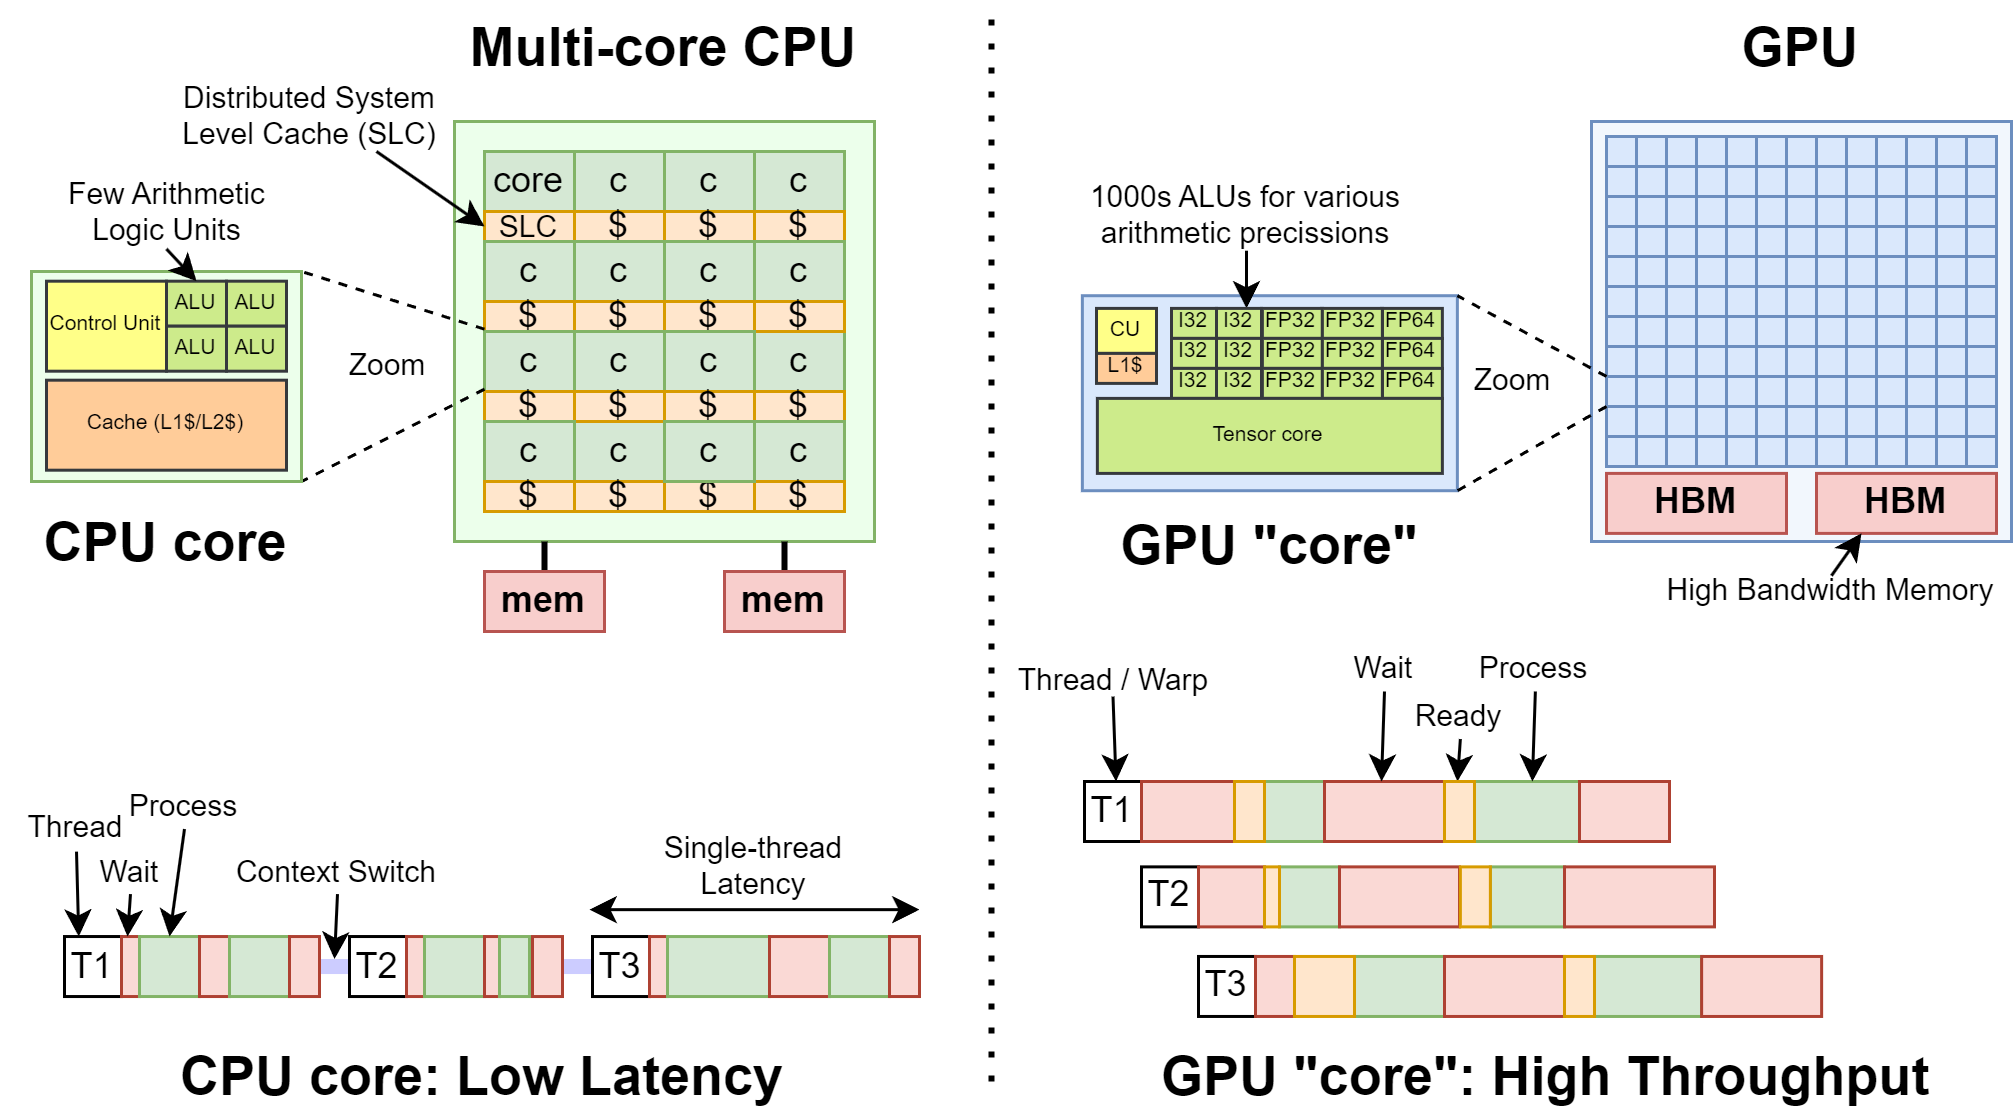 Multi-core CPU
Distributed System
Level Cache (SLC)
Few Arithmetic
Logic Units
Control Unit
ALU ALU
ALU ALU
Cache (L1$/L2$)
Zoom
CPU core
core c c c
SLC $ $ $
c c c c
$ $ $ $
c c c c
$ $ $ $
c c c c
$ $ $ $
mem mem
Thread
Process
Wait
Context Switch
Single-thread
Latency
T1 T2 T3
CPU core: Low Latency
GPU
1000s ALUs for various
arithmetic precissions
CU
L1$
I32 I32 FP32 FP32 FP64
I32 I32 FP32 FP32 FP64
I32 I32 FP32 FP32 FP64
Tensor core
Zoom
GPU "core"
HBM HBM
High Bandwidth Memory
Thread / Warp
Wait
Ready
Process
T1
T2
T3
GPU "core": High Throughput